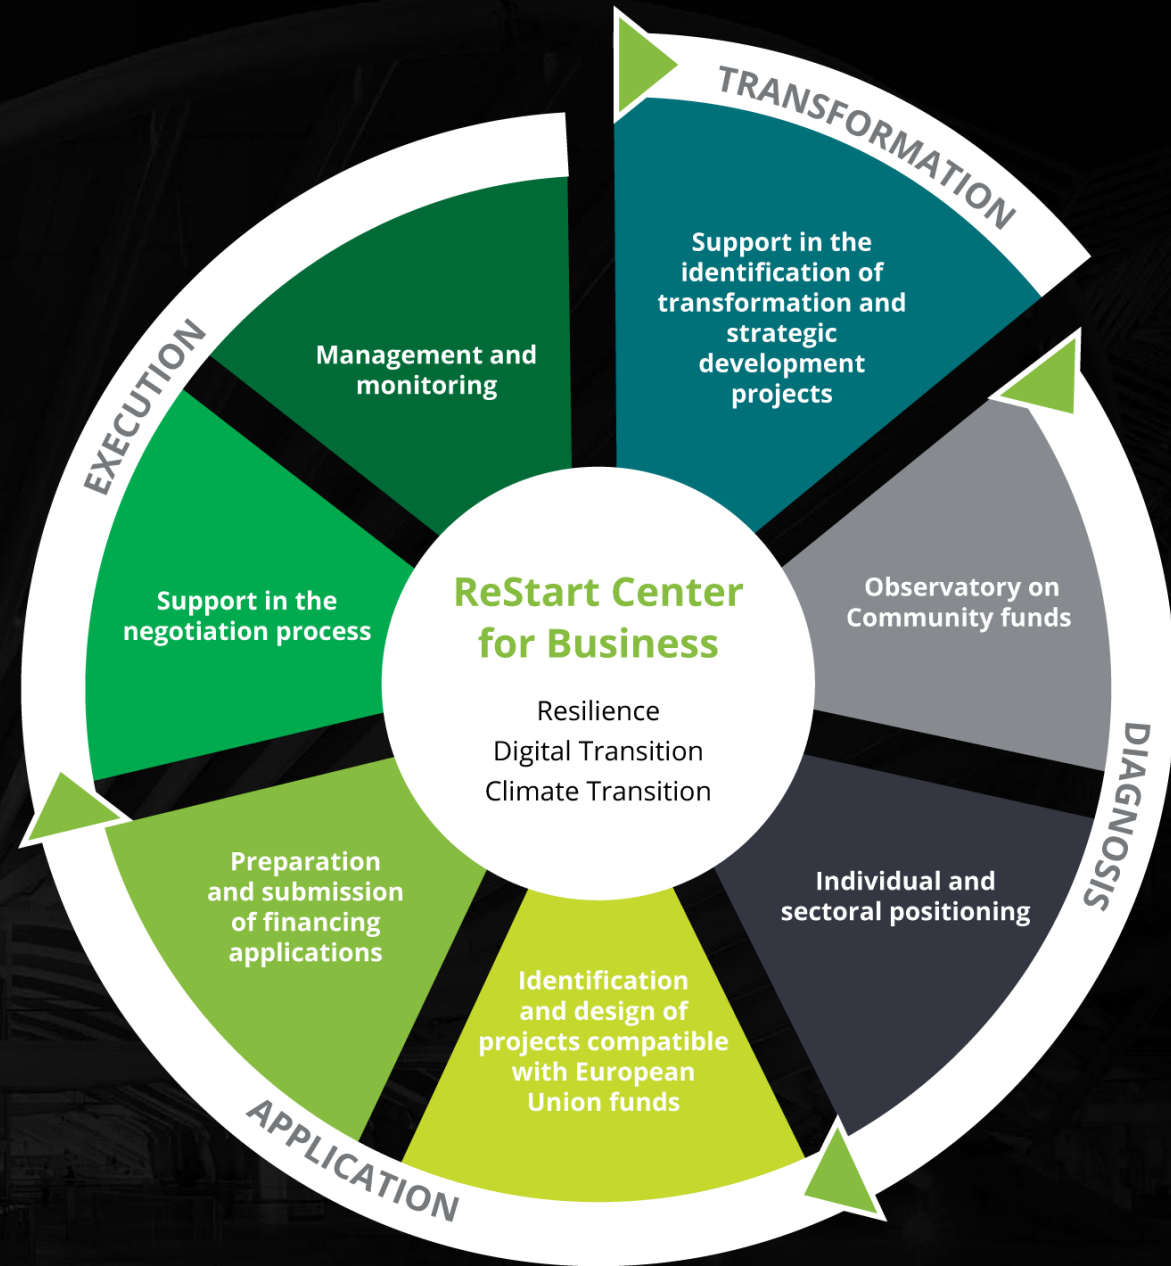 TRANSFORMATION
Support in the
identification of
transformation and
strategic
development
projects
DIAGNOSIS
Observatory on
Community funds
Individual and
sectoral positioning
APPLICATION
Identification
and design of
projects compatible
with European
Union funds
Preparation
and submission
of financing
applications
EXECUTION
Support in the
negotiation process
Management and
monitoring
ReStart Center
for Business
Resilience
Digital Transition
Climate Transition